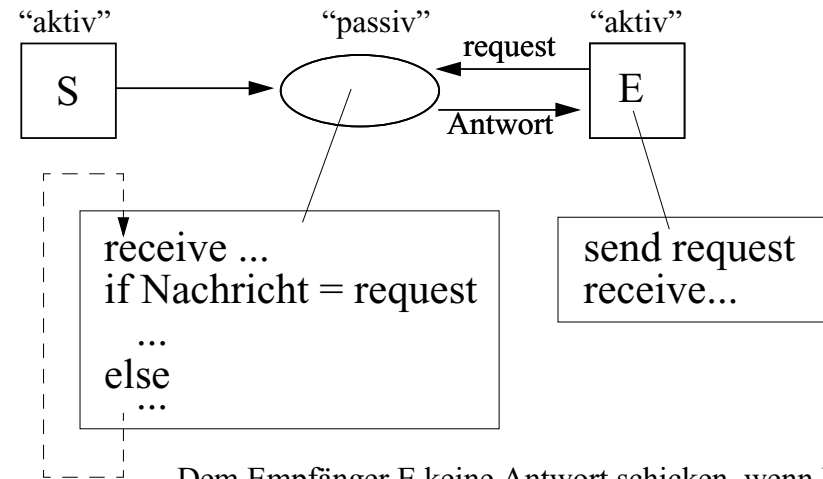 “aktiv” “passiv” “aktiv”
request
S E
Antwort
receive ...
if Nachricht = request
...
else
...
send request
receive...
Dem Empfänger E keine Antwort schicken, wenn